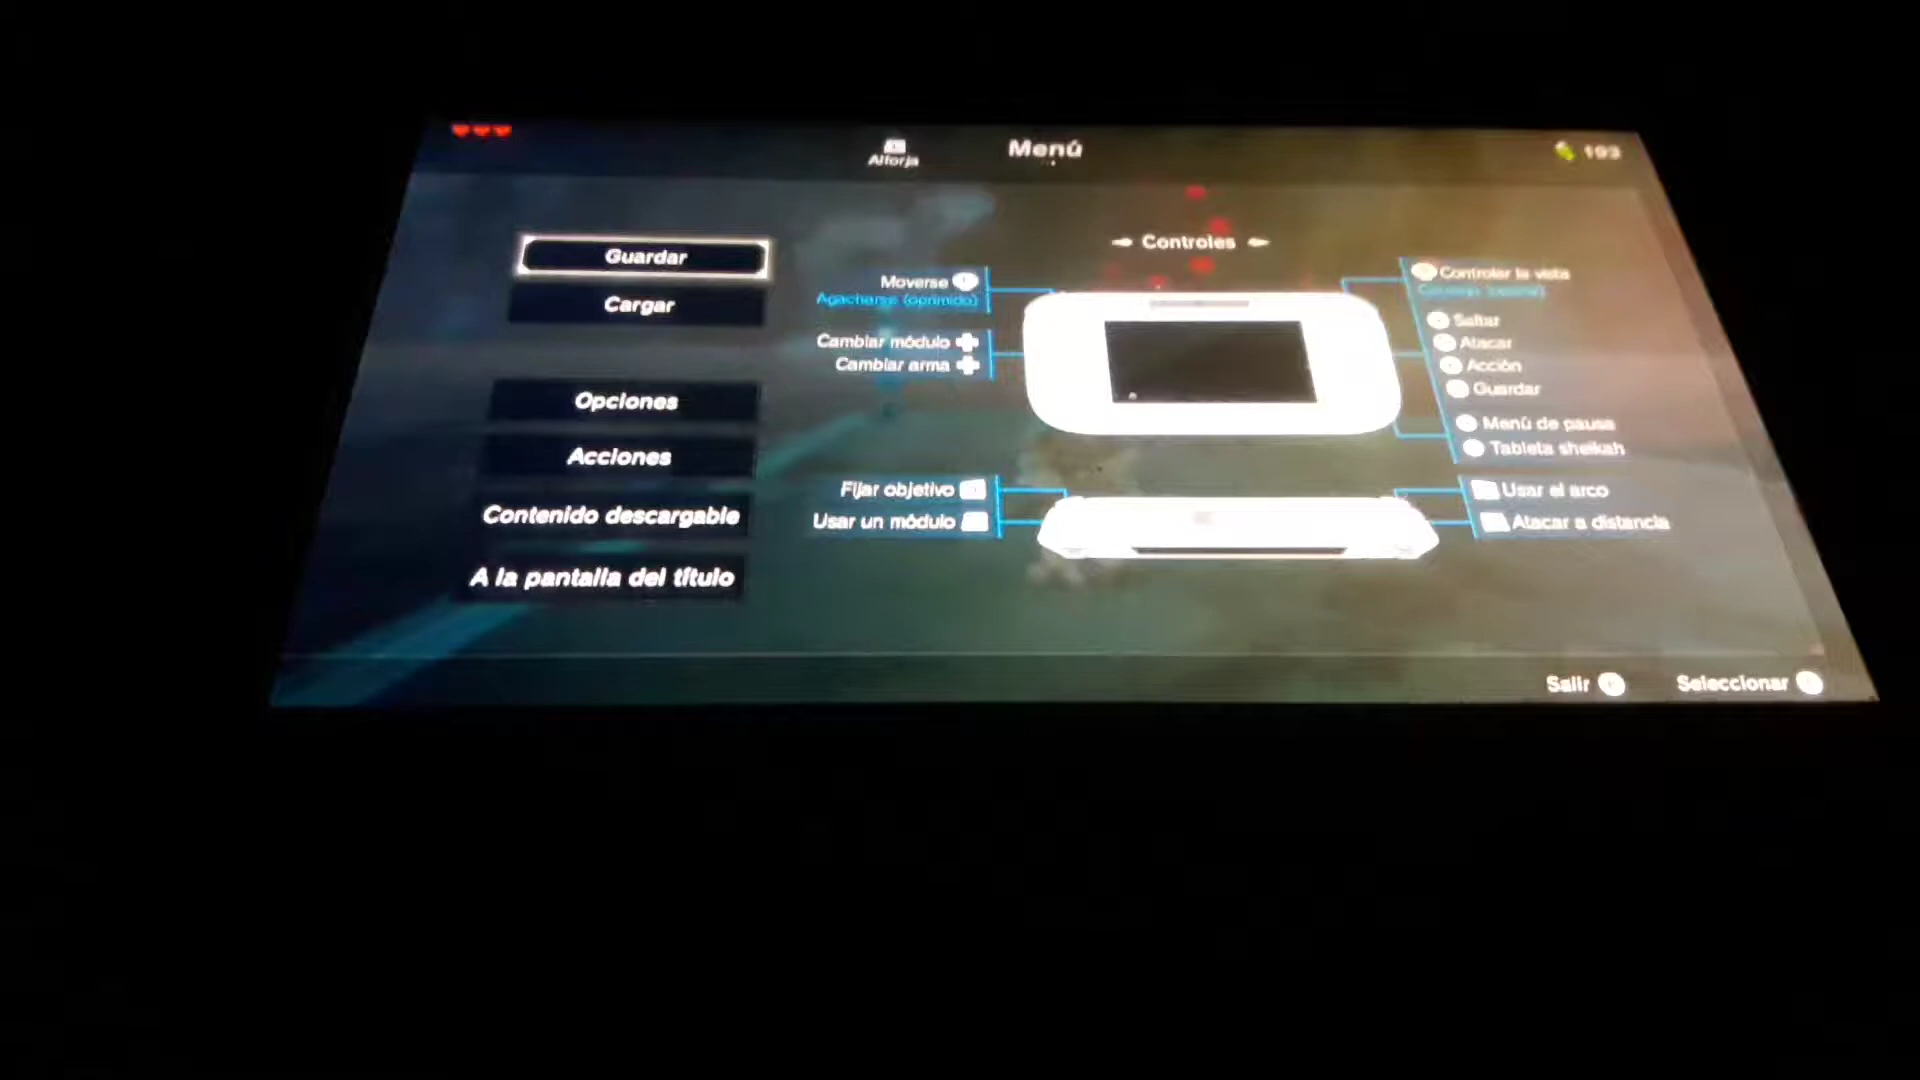 Alforja
Menú
193
Guardar
Cargar
Opciones
Acciones
Contenido descargable
A la pantalla del título
Controles
Moverse
Agacharse (oprimido)
Cambiar módulo
Cambiar arma
Fijar objetivo
Usar un módulo
Controlar la vista
Saltar
Atacar
Acción
Guardar
Menú de pausa
Tableta sheikah
Usar el arco
Atacar a distancia
Salir
Seleccionar